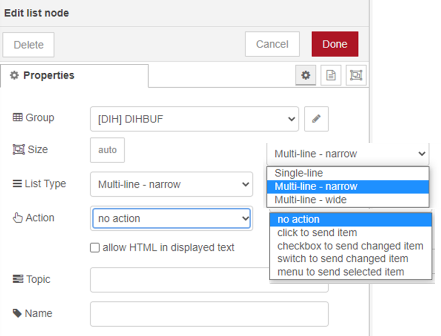 Edit list node
Delete
Cancel
Done
Properties
Group
[DIH] DIHBUF
Size
auto
Multi-line - narrow
Single-line
Multi-line - narrow
Multi-line - wide
List Type
Multi-line - narrow
Action
no action
no action
click to send item
checkbox to send changed item
switch to send changed item
menu to send selected item
allow HTML in displayed text
Topic
Name